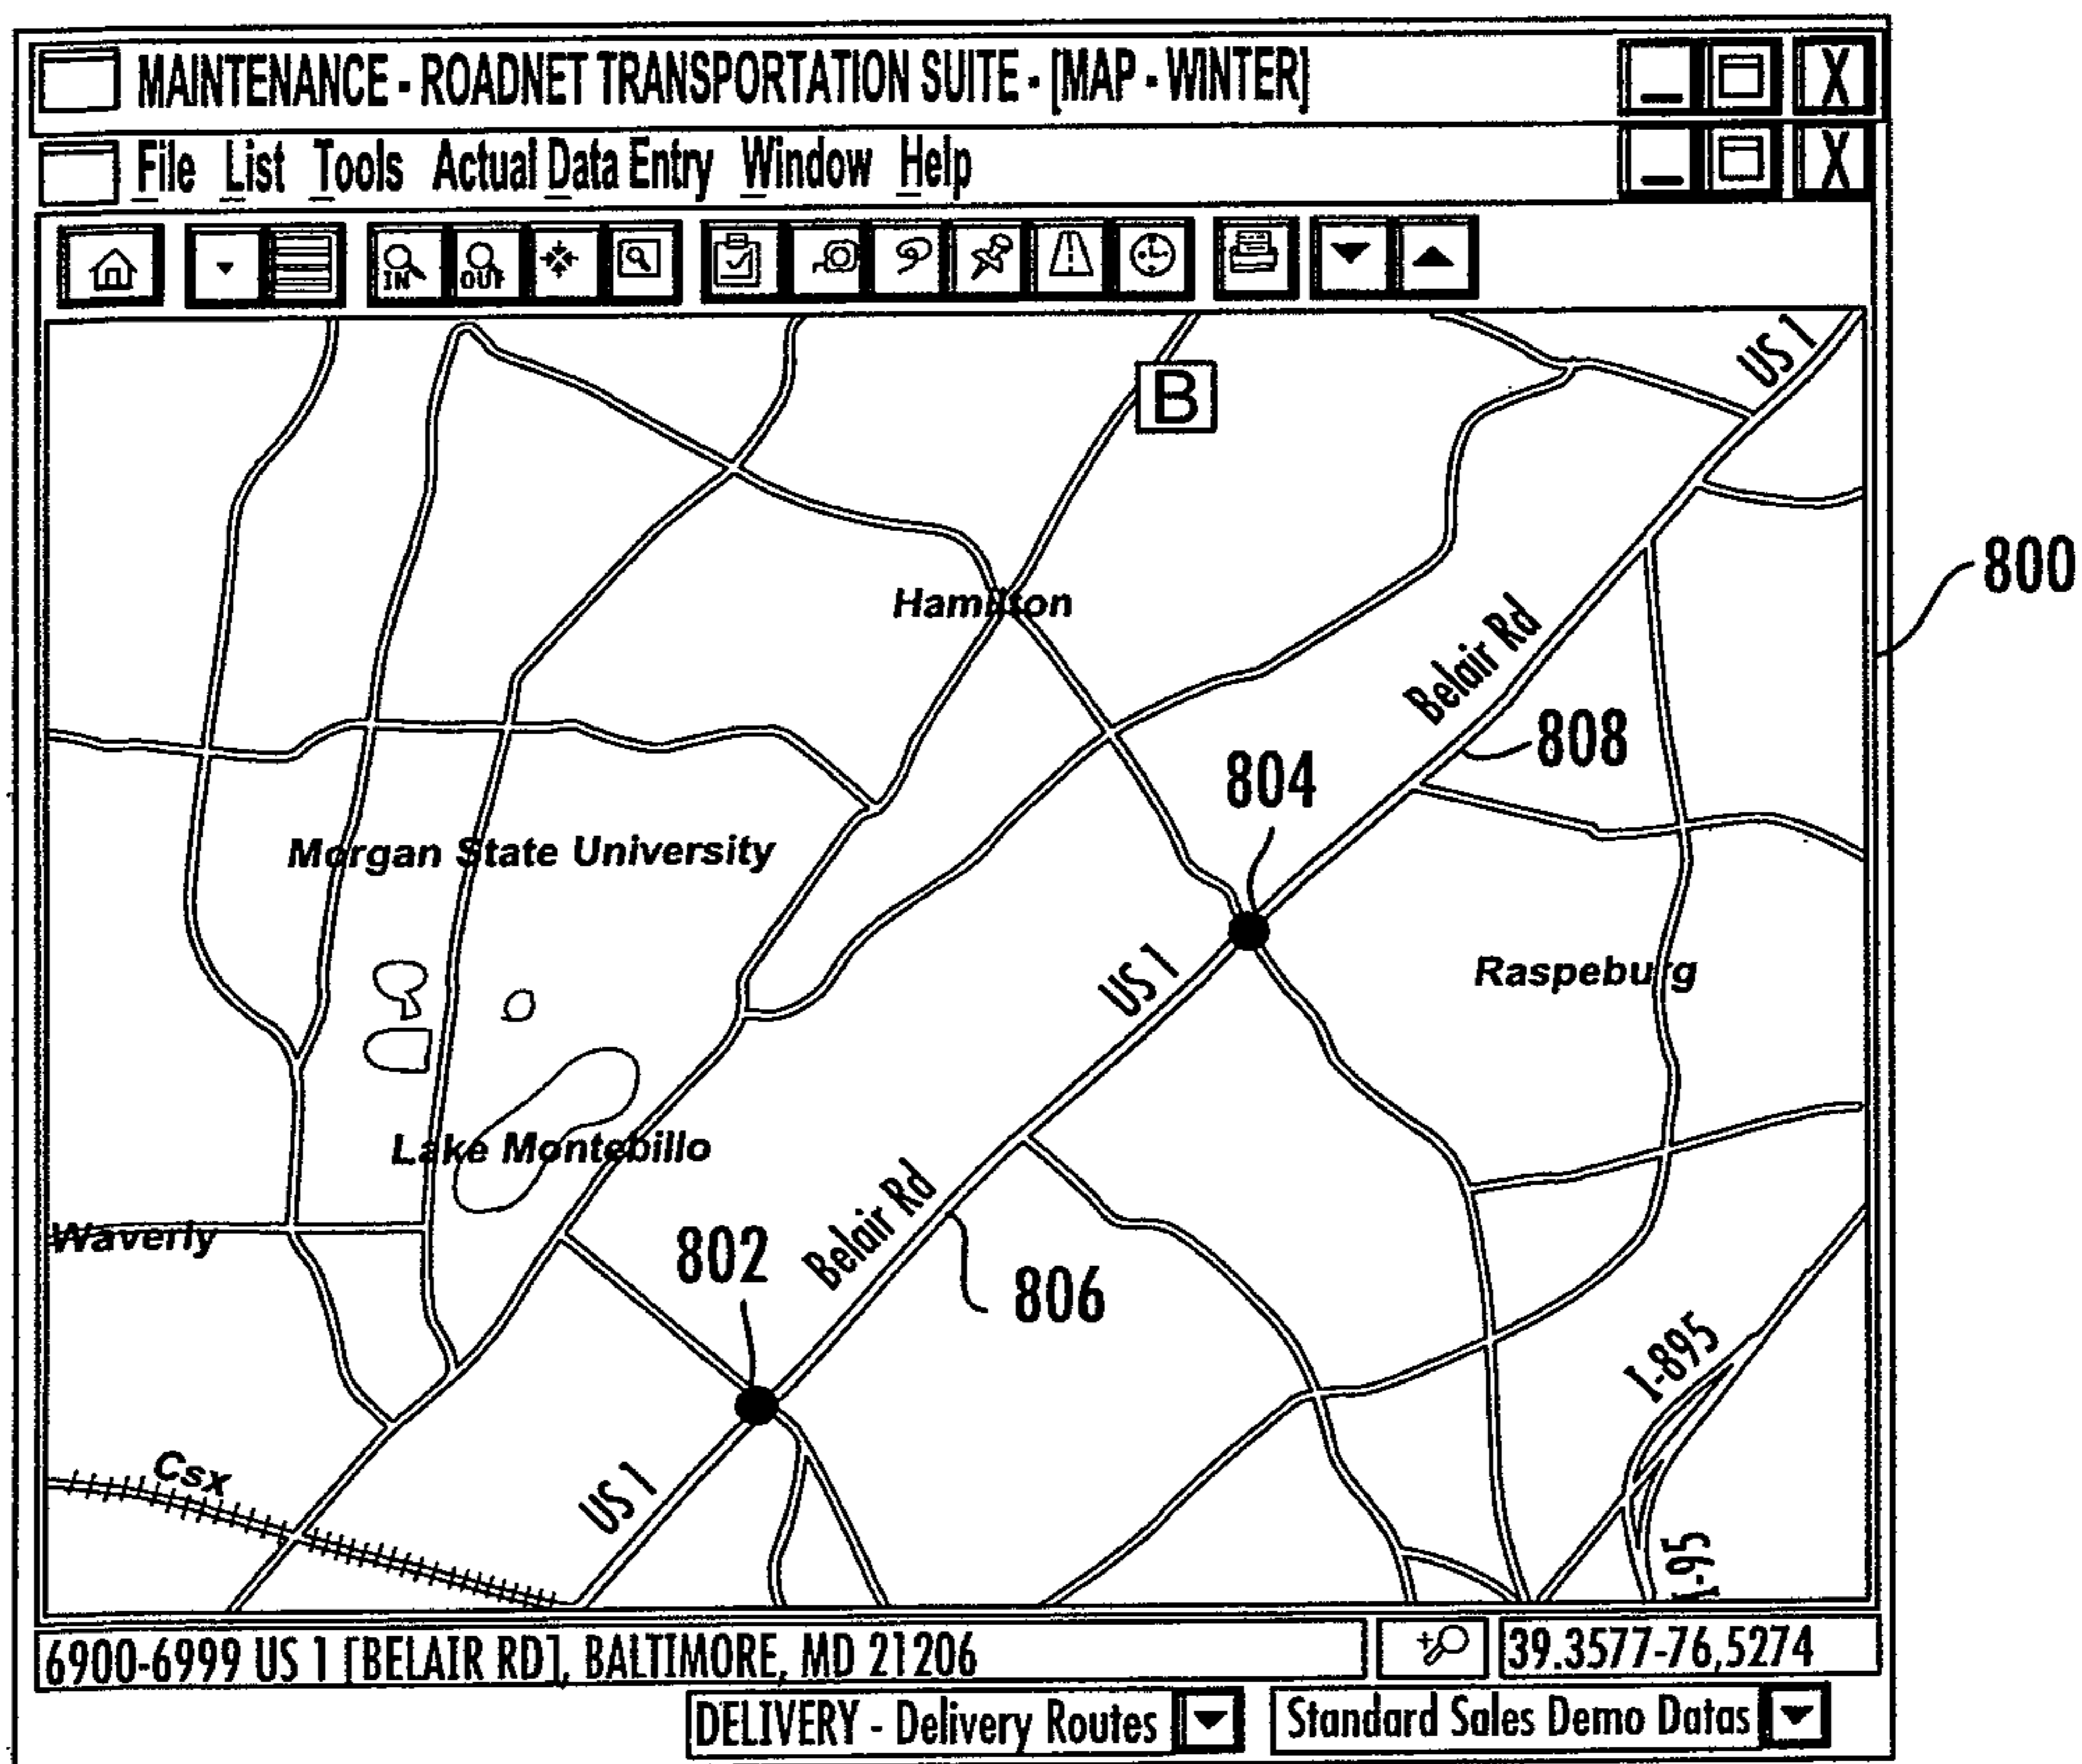 MAINTENANCE - ROADNET TRANSPORTATION SUITE - [MAP - WINTER]
X
File List Tools Actual Data Entry Window Help
X
IN
OUT
US 1
B
800
Hamilton
Belair Rd
808
804
Morgan State University
US 1
Raspeburg
Lake Montebillo
Belair Rd
Waverly
802
806
I-895
Csx
US 1
I-95
6900-6999 US 1 [BELAIR RD], BALTIMORE, MD 21206
39.3577-76,5274
DELIVERY - Delivery Routes
Standard Sales Demo Datas